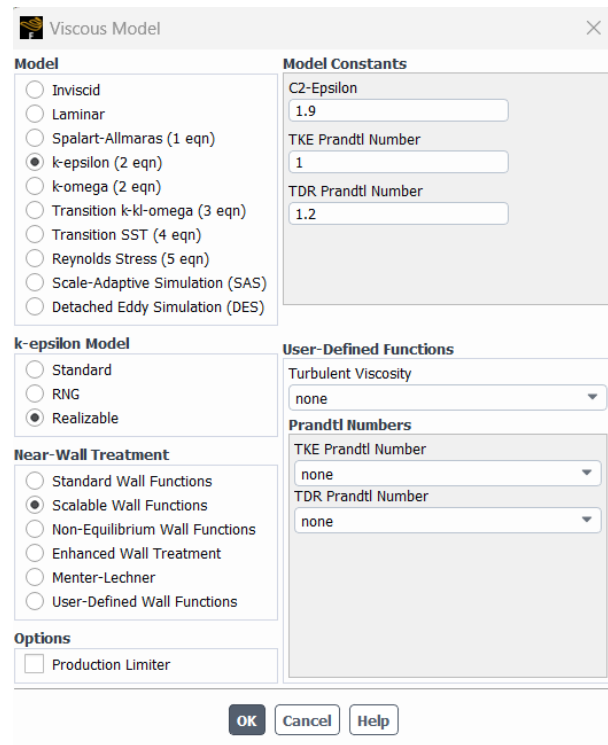 Viscous Model
Model
Inviscid
Laminar
Spalart-Allmaras (1 eqn)
k-epsilon (2 eqn)
k-omega (2 eqn)
Transition k-kl-omega (3 eqn)
Transition SST (4 eqn)
Reynolds Stress (5 eqn)
Scale-Adaptive Simulation (SAS)
Detached Eddy Simulation (DES)
k-epsilon Model
Standard
RNG
Realizable
Near-Wall Treatment
Standard Wall Functions
Scalable Wall Functions
Non-Equilibrium Wall Functions
Enhanced Wall Treatment
Menter-Lechner
User-Defined Wall Functions
Options
Production Limiter
Model Constants
C2-Epsilon
1.9
TKE Prandtl Number
1
TDR Prandtl Number
1.2
User-Defined Functions
Turbulent Viscosity
none
Prandtl Numbers
TKE Prandtl Number
none
TDR Prandtl Number
none
OK
Cancel
Help